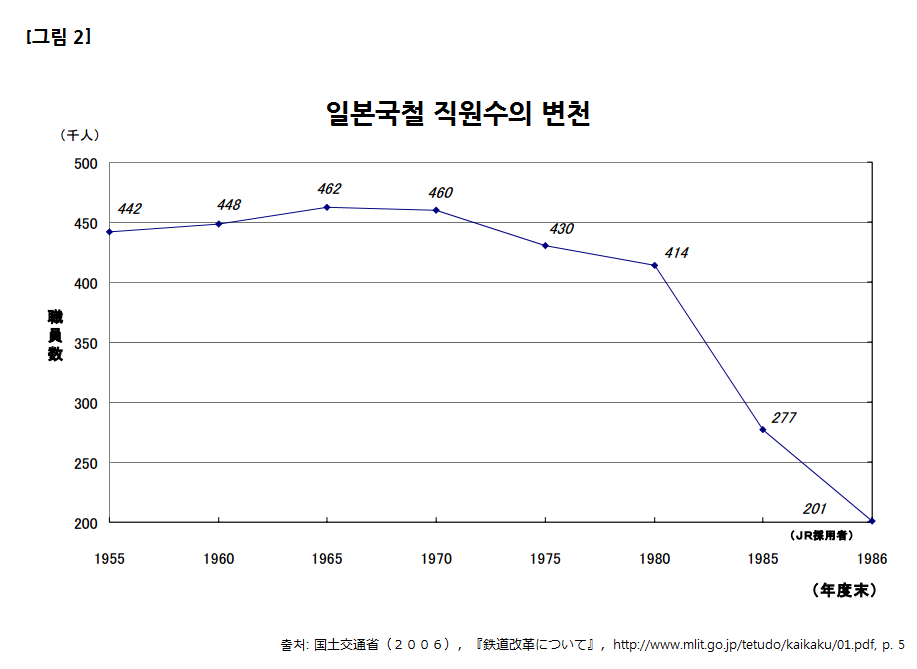 [그림 2]
일본국철 직원수의 변천
（千人）
500
450
400
350
300
250
200
職員数
442
448
462
460
430
414
277
201
（JR採用者）
1955 1960 1965 1970 1975 1980 1985 1986
（年度末）
출처: 国土交通省（２００６），『鉄道改革について』，http://www.mlit.go.jp/tetudo/kaikaku/01.pdf, p. 5